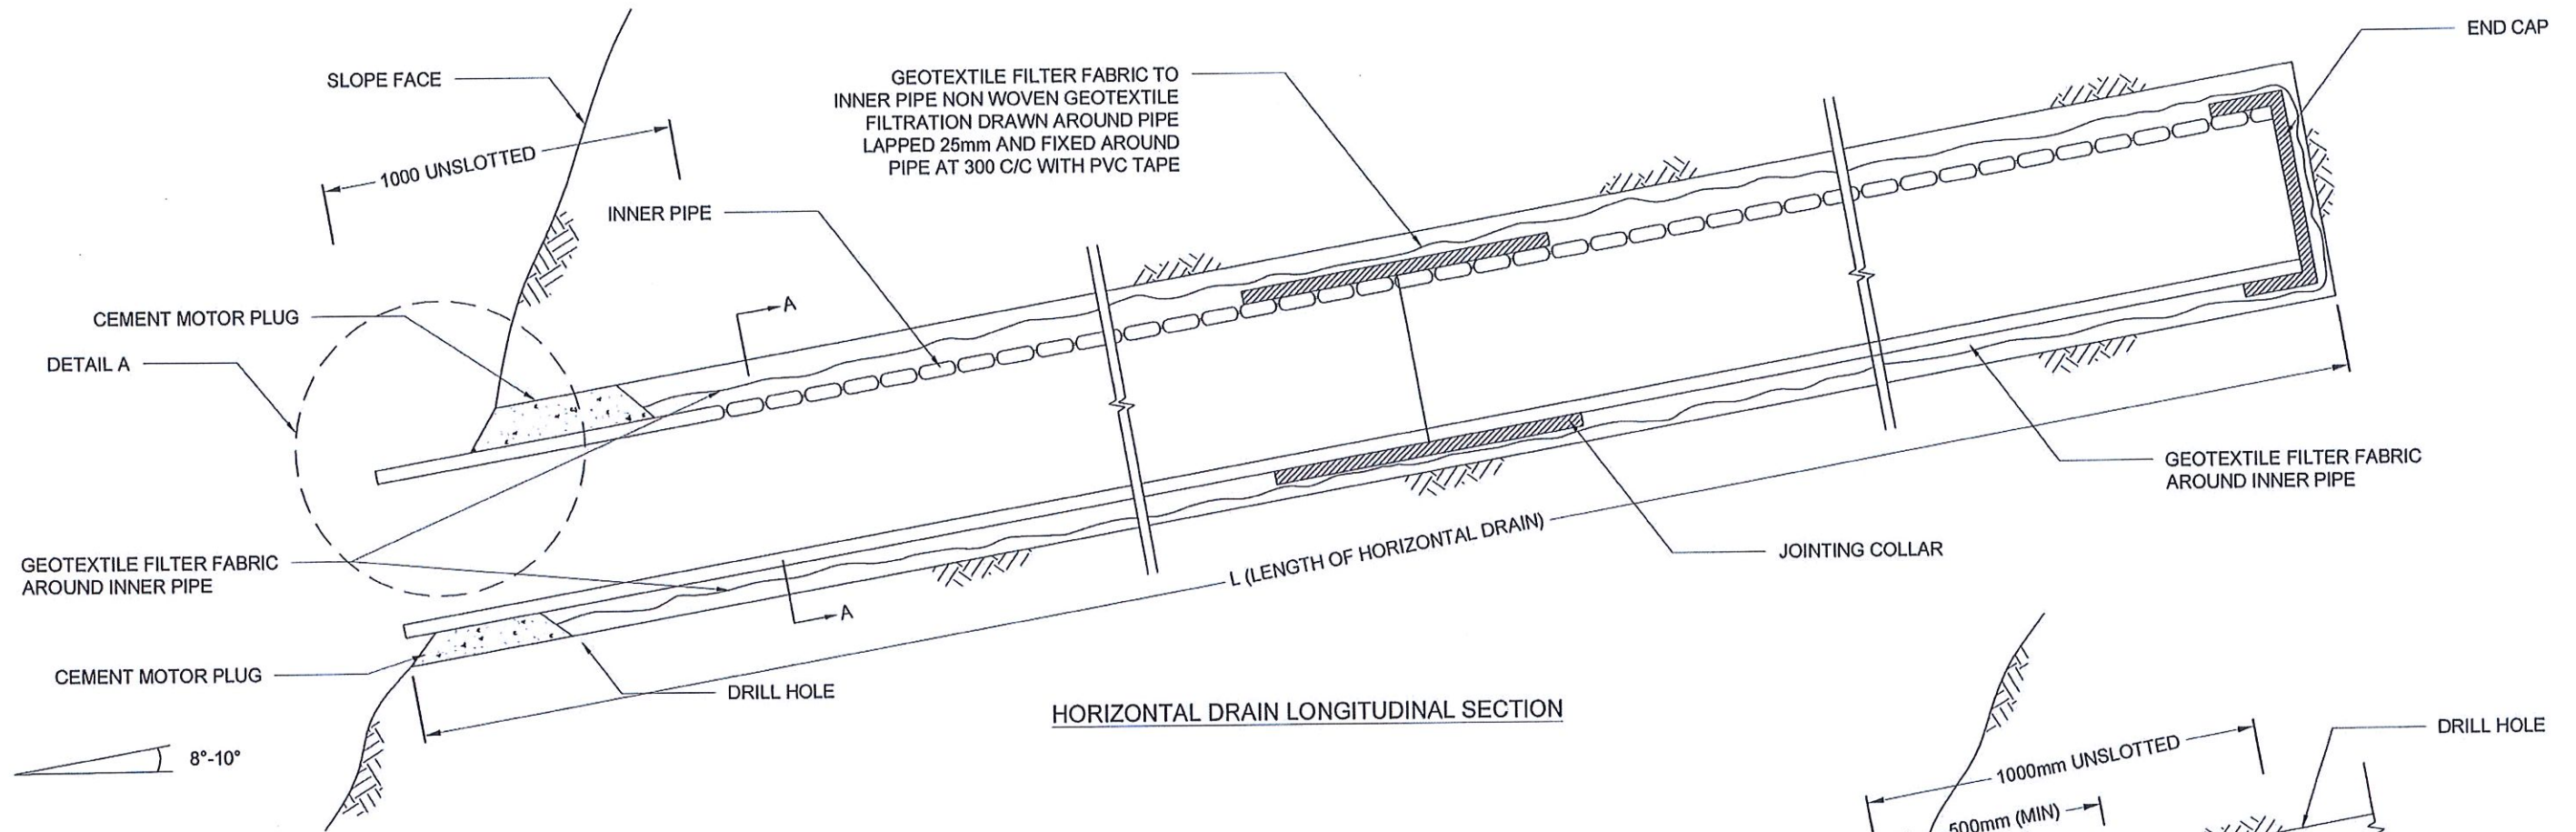 END CAP
SLOPE FACE
GEOTEXTILE FILTER FABRIC TO
INNER PIPE NON WOVEN GEOTEXTILE
FILTRATION DRAWN AROUND PIPE
LAPPED 25mm AND FIXED AROUND
PIPE AT 300 C/C WITH PVC TAPE
1000 UNSLOTTED
INNER PIPE
A
CEMENT MOTOR PLUG
DETAIL A
GEOTEXTILE FILTER FABRIC
AROUND INNER PIPE
L (LENGTH OF HORIZONTAL DRAIN)
JOINTING COLLAR
GEOTEXTILE FILTER FABRIC
AROUND INNER PIPE
A
CEMENT MOTOR PLUG
DRILL HOLE
HORIZONTAL DRAIN LONGITUDINAL SECTION
8°-10°
DRILL HOLE
1000mm UNSLOTTED
500mm (MIN)